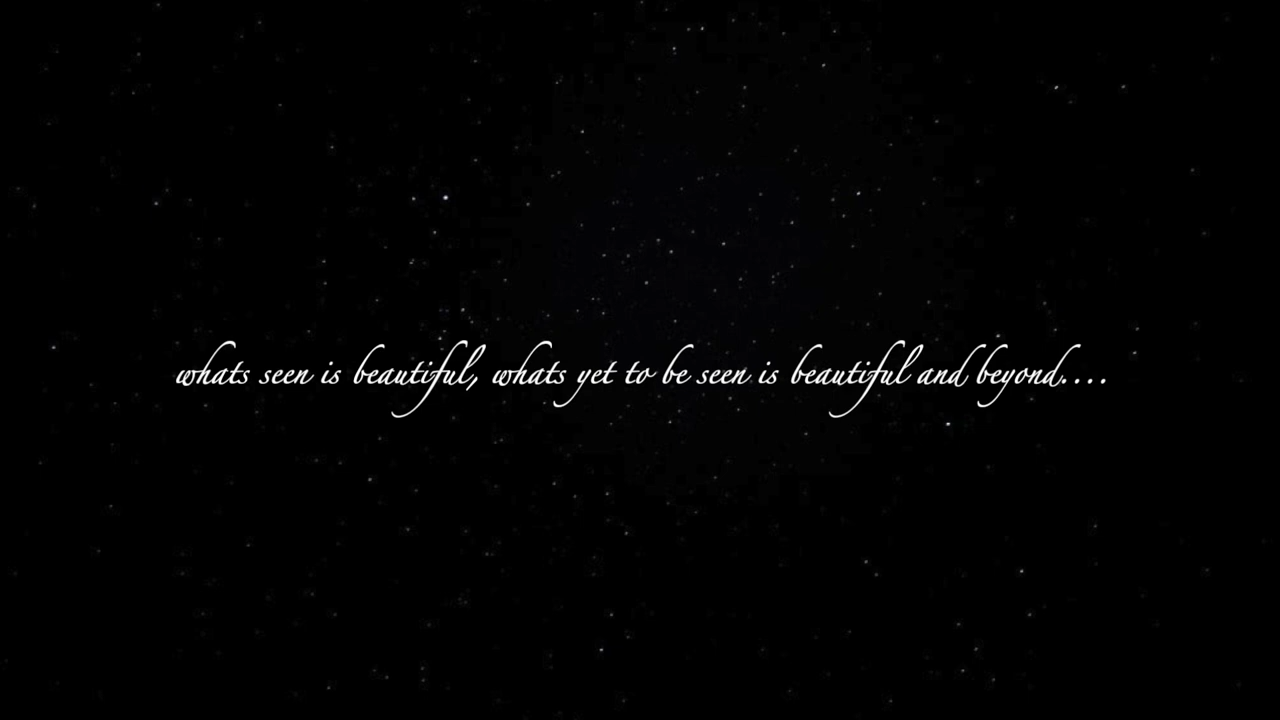 whats seen is beautiful, whats yet to be seen is beautiful and beyond....